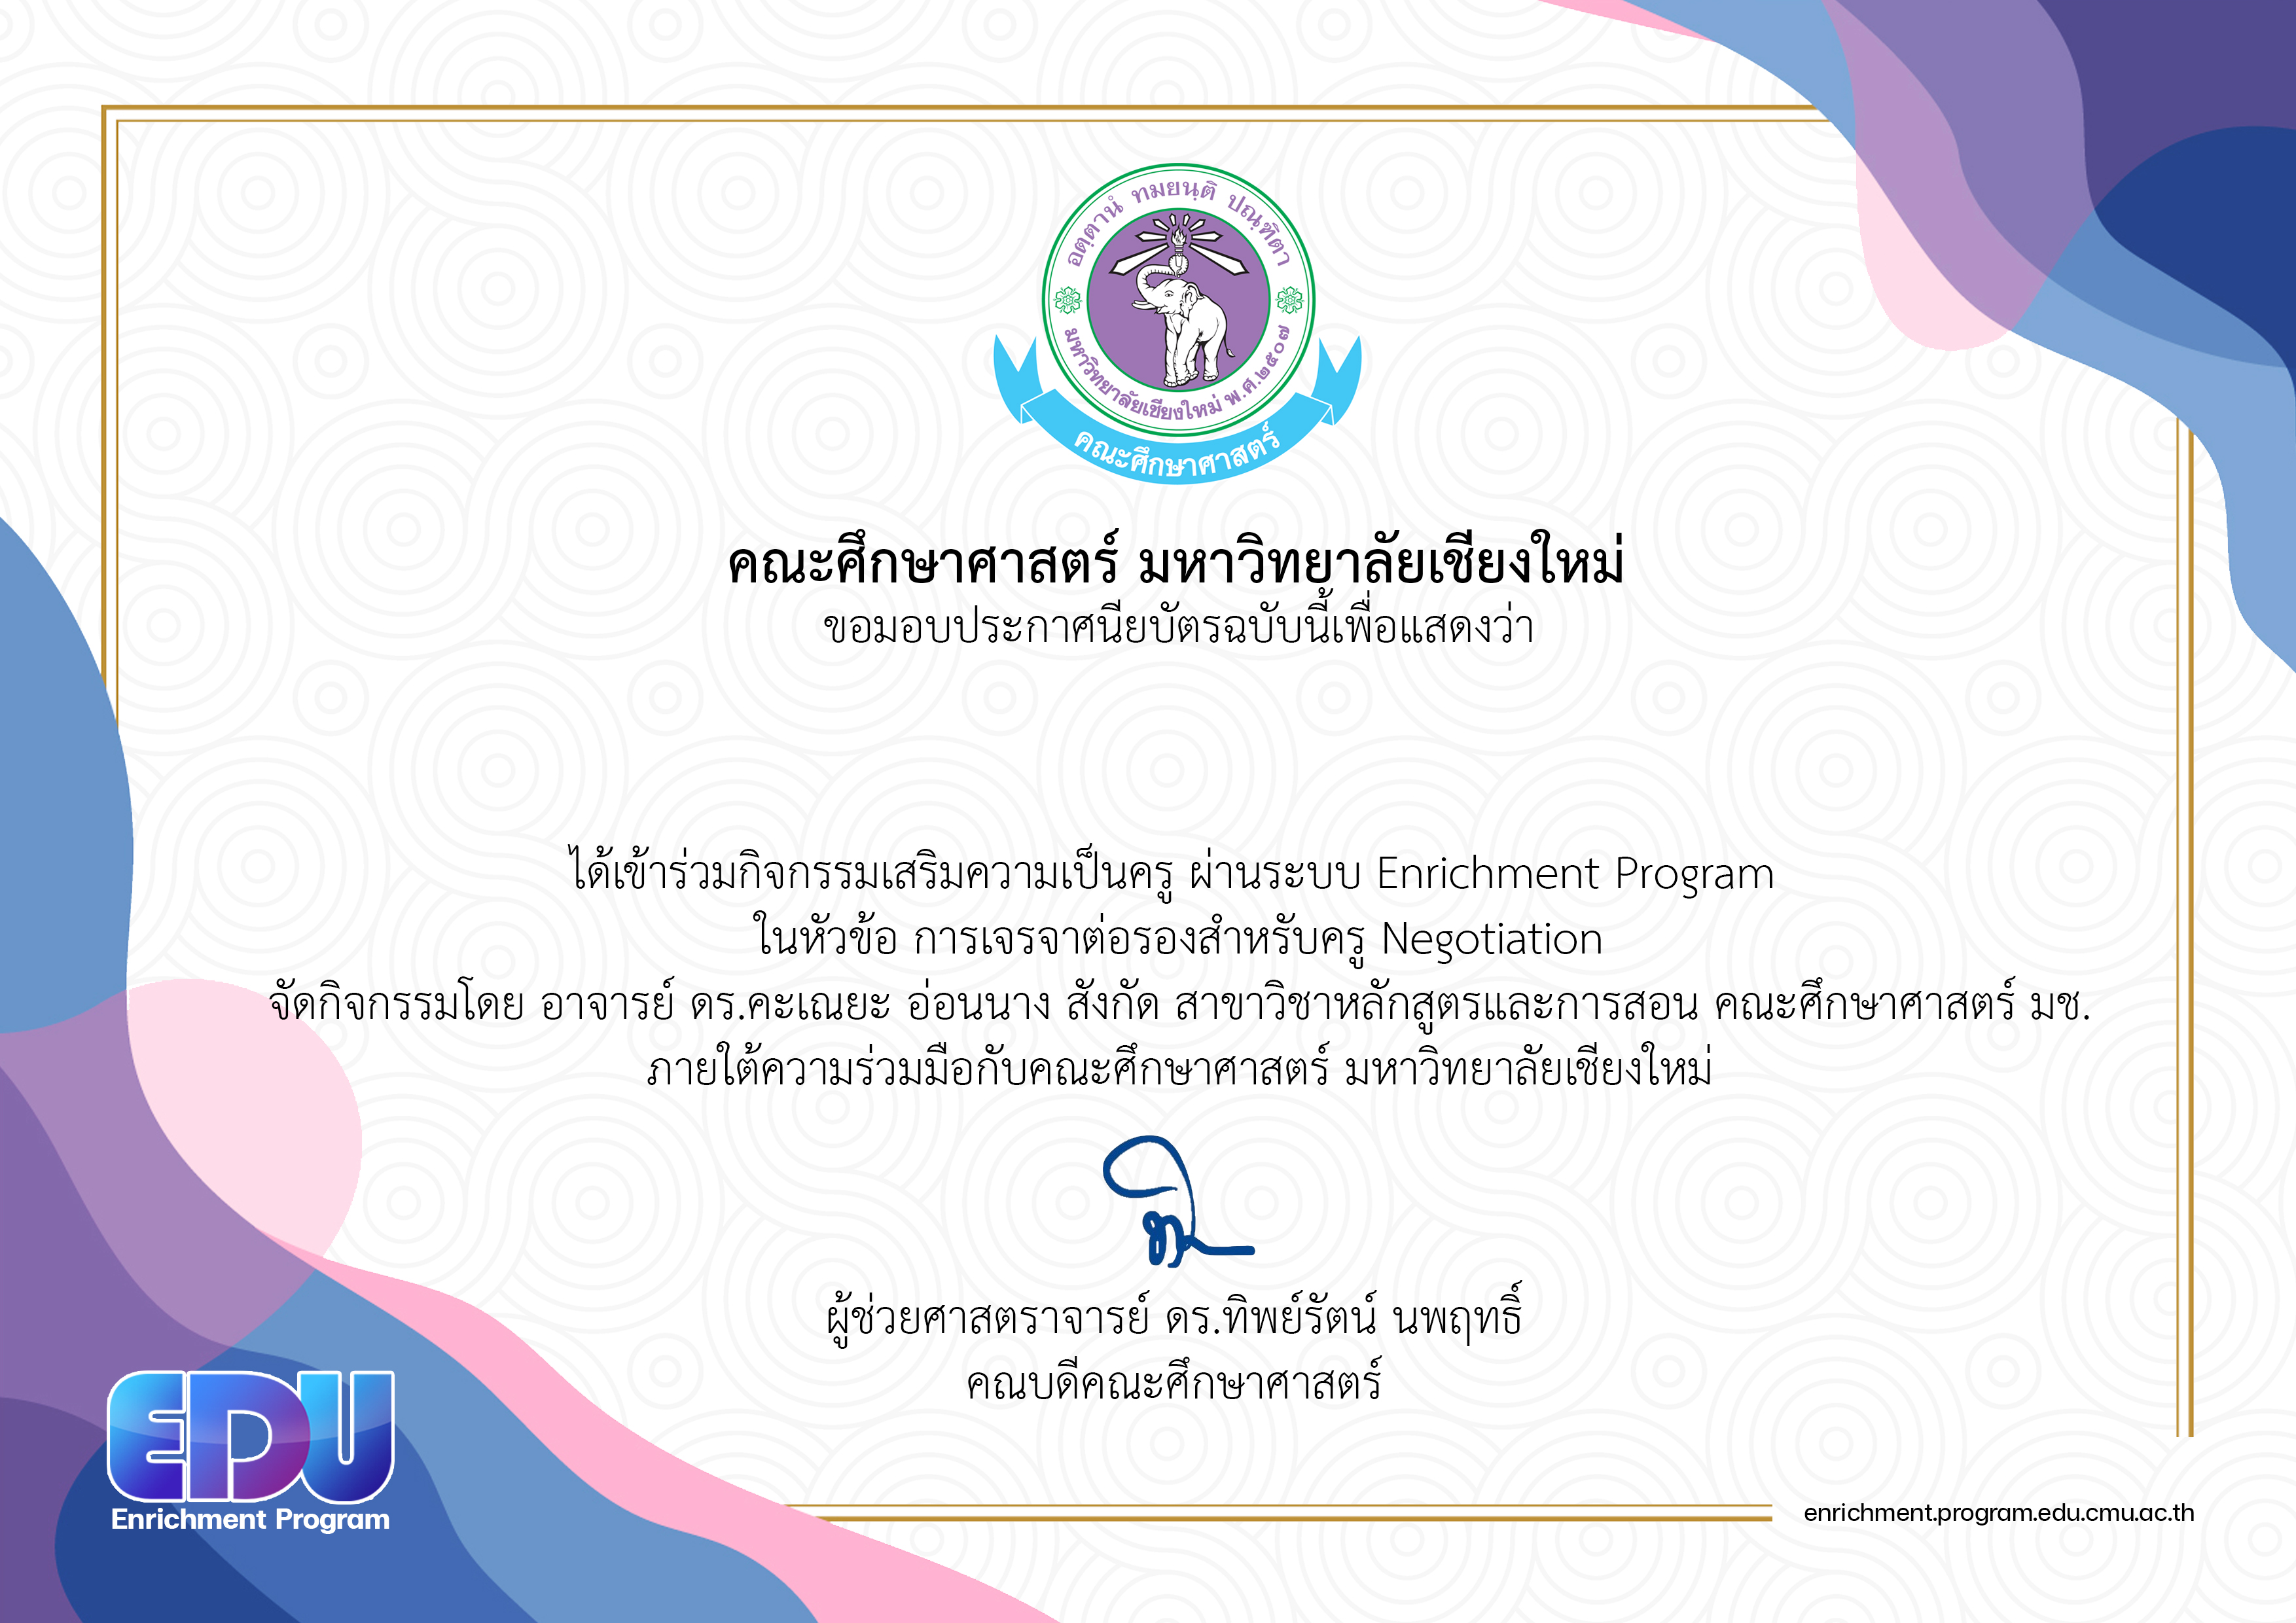 อตฺตานํ ทมยนฺติ ปณฺฑิตา
มหาวิทยาลัยเชียงใหม่ พ.ศ.๒๕๐๗
คณะศึกษาศาสตร์
คณะศึกษาศาสตร์ มหาวิทยาลัยเชียงใหม่
ขอมอบประกาศนียบัตรฉบับนี้เพื่อแสดงว่า
ได้เข้าร่วมกิจกรรมเสริมความเป็นครู ผ่านระบบ Enrichment Program
ในหัวข้อ การเจรจาต่อรองสำหรับครู Negotiation
จัดกิจกรรมโดย อาจารย์ ดร.คะเณยะ อ่อนนาง สังกัด สาขาวิชาหลักสูตรและการสอน คณะศึกษาศาสตร์ มช.
ภายใต้ความร่วมมือกับคณะศึกษาศาสตร์ มหาวิทยาลัยเชียงใหม่
ผู้ช่วยศาสตราจารย์ ดร.ทิพย์รัตน์ นพฤทธิ์
คณบดีคณะศึกษาศาสตร์
EDU
Enrichment Program
enrichment.program.edu.cmu.ac.th